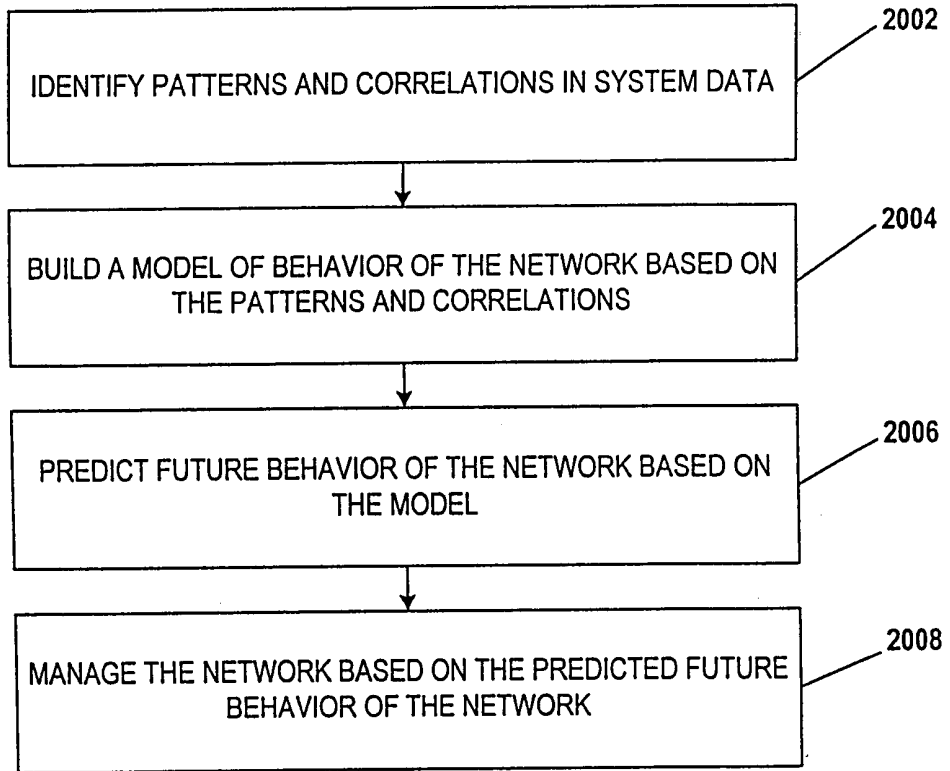 2002
IDENTIFY PATTERNS AND CORRELATIONS IN SYSTEM DATA
2004
BUILD A MODEL OF BEHAVIOR OF THE NETWORK BASED ON
THE PATTERNS AND CORRELATIONS
2006
PREDICT FUTURE BEHAVIOR OF THE NETWORK BASED ON
THE MODEL
2008
MANAGE THE NETWORK BASED ON THE PREDICTED FUTURE
BEHAVIOR OF THE NETWORK